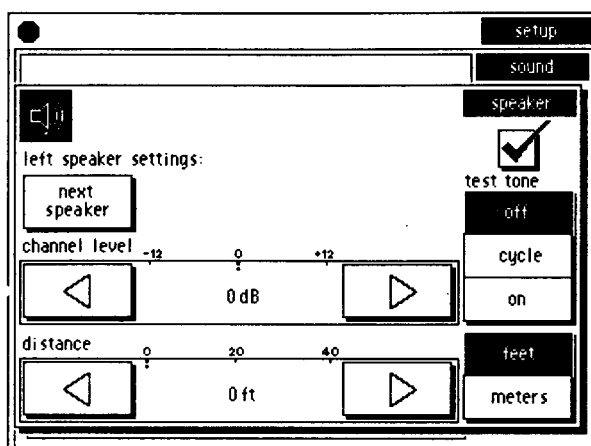 setup
sound
speaker
left speaker settings:
next
speaker
test tone
off
cycle
on
channel level
-12 0 +12
0 dB
distance
0 20 40
0 ft
feet
meters